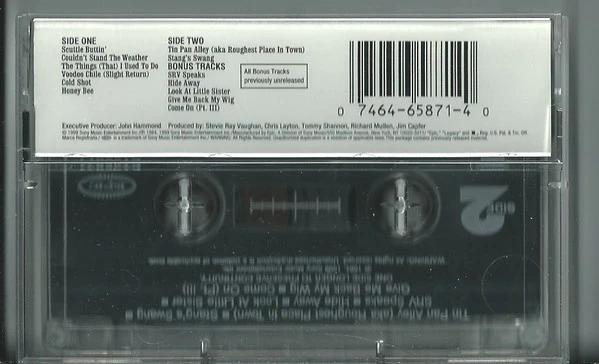 SIDE ONE
Scuttle Buttin'
Couldn't Stand The Weather
The Things (That) I Used To Do
Voodoo Chile (Slight Return)
Cold Shot
Honey Bee
SIDE TWO
Tin Pan Alley (aka Roughest Place In Town)
Stang's Swang
BONUS TRACKS
SRV Speaks
Hide Away
Look At Little Sister
Give Me Back My Wig
Come On (Pt. III)
All Bonus Tracks
previously unreleased
0 7464-65871-4 0
Executive Producer: John Hammond Produced by: Stevie Ray Vaughan, Chris Layton, Tommy Shannon, Richard Mullen, Jim Capfer
SIDE 2
Tin Pan Alley (aka Roughest Place In Town) ■ Stang's Swang ■
SRV Speaks ■ Hide Away ■ Look At Little Sister ■
Give Me Back My Wig ■ Come On (Pt. III)